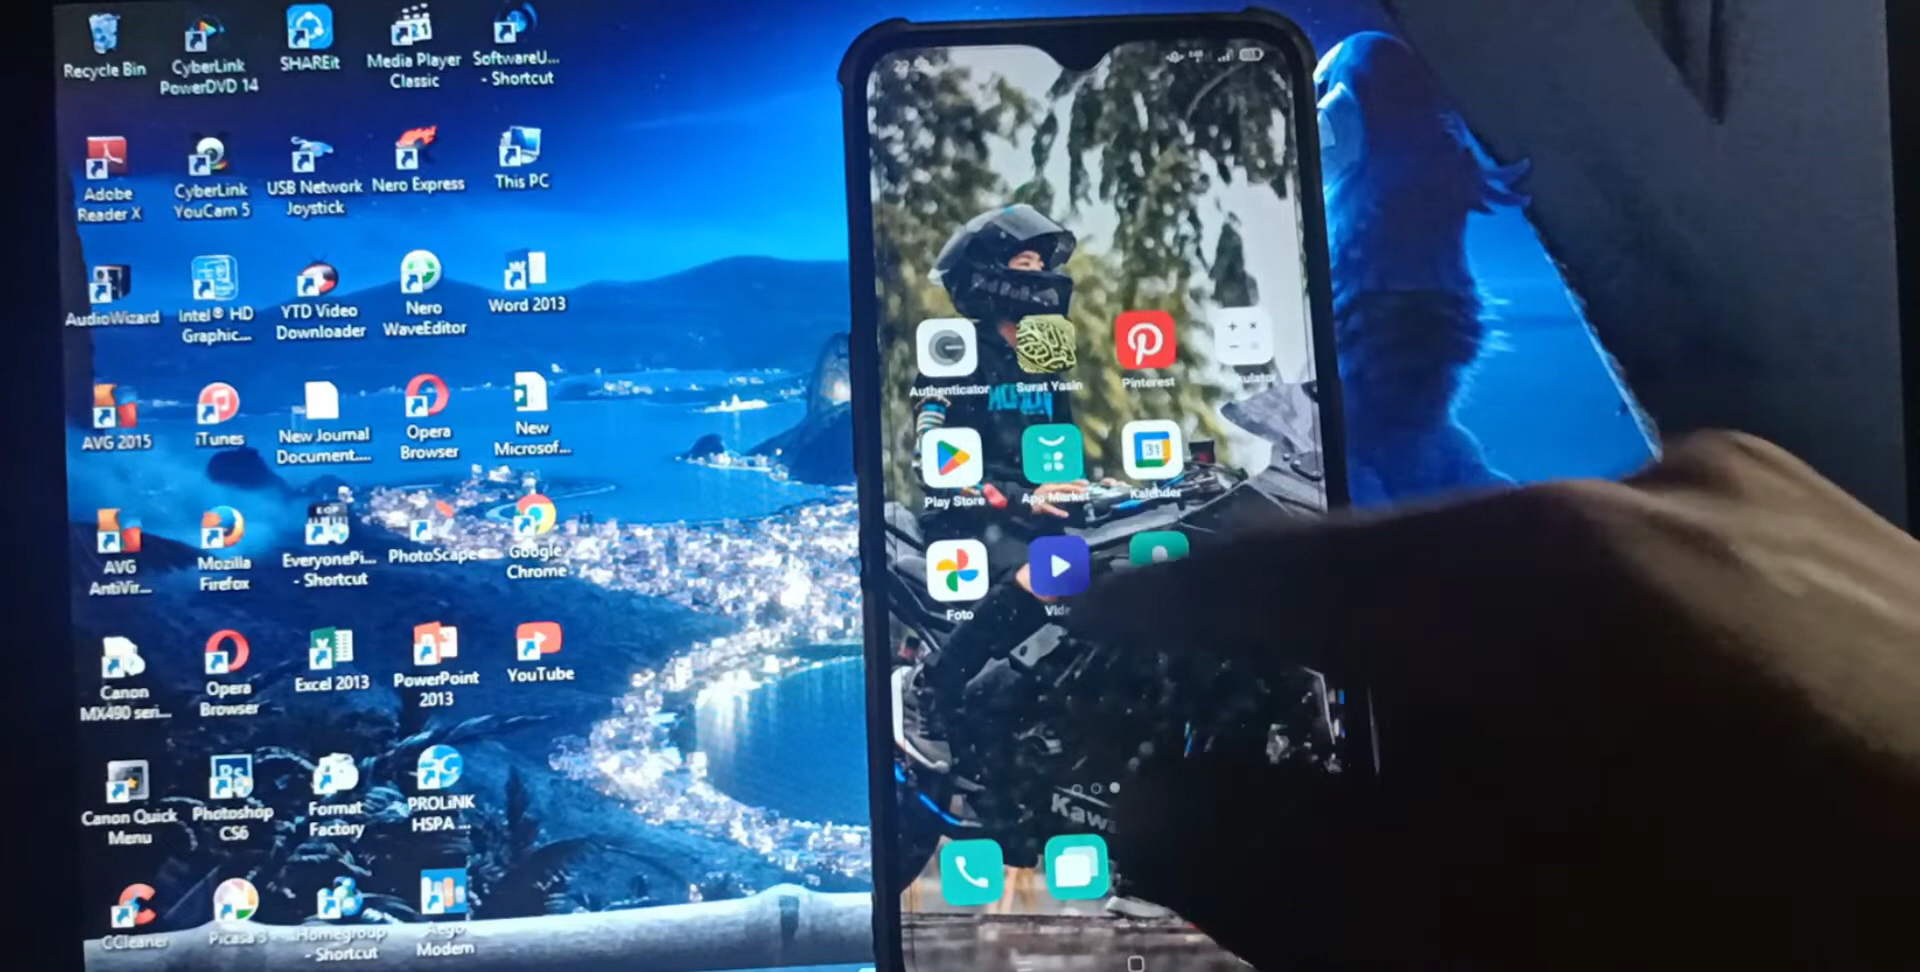 Recycle Bin
CyberLink
PowerDVD 14
SHAREit
Media Player
Classic
SoftwareU...
- Shortcut
Adobe
Reader X
CyberLink
YouCam 5
USB Network
Joystick
Nero Express
This PC
AudioWizard
Intel® HD
Graphic...
YTD Video
Downloader
Nero
WaveEditor
Word 2013
AVG 2015
iTunes
New Journal
Document....
Opera
Browser
New
Microsof...
AVG
AntiVir...
Mozilla
Firefox
EveryonePi...
- Shortcut
PhotoScape
Google
Chrome
Canon
MX490 seri...
Opera
Browser
Excel 2013
PowerPoint
2013
YouTube
Canon Quick
Menu
Photoshop
CS6
Format
Factory
PROLiNK
HSPA ...
CCleaner
Picasa 3
Homegroup
- Shortcut
Aego
Modem
Authenticator
Surat Yasin
Pinterest
Play Store
App Market
31
Kalender
Foto
Kawa